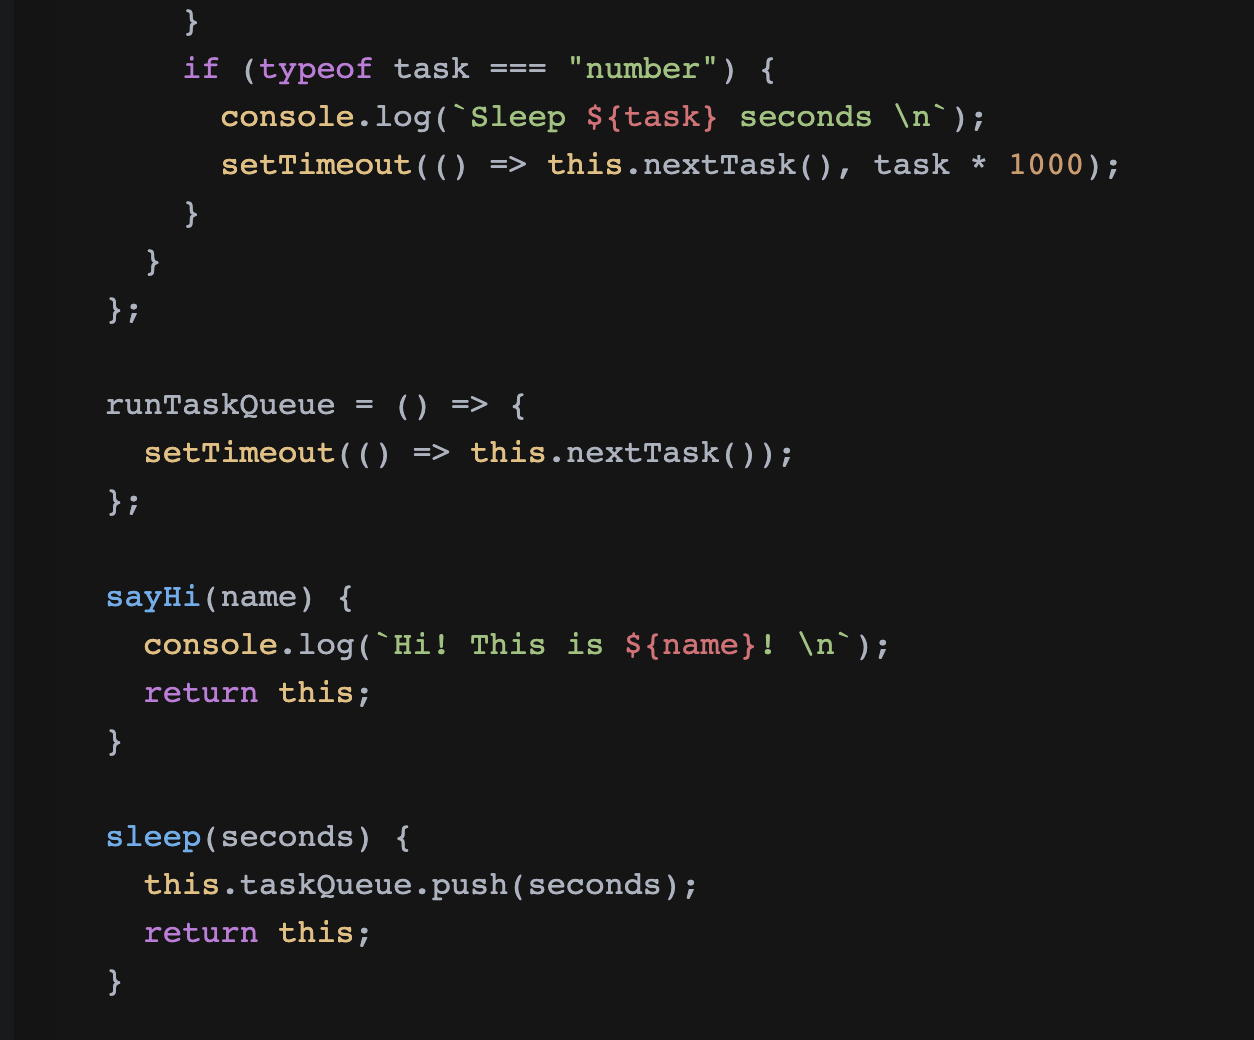 }
    if (typeof task === "number") {
      console.log(`Sleep ${task} seconds \n`);
      setTimeout(() => this.nextTask(), task * 1000);
    }
  }
};

runTaskQueue = () => {
  setTimeout(() => this.nextTask());
};

sayHi(name) {
  console.log(`Hi! This is ${name}! \n`);
  return this;
}

sleep(seconds) {
  this.taskQueue.push(seconds);
  return this;
}